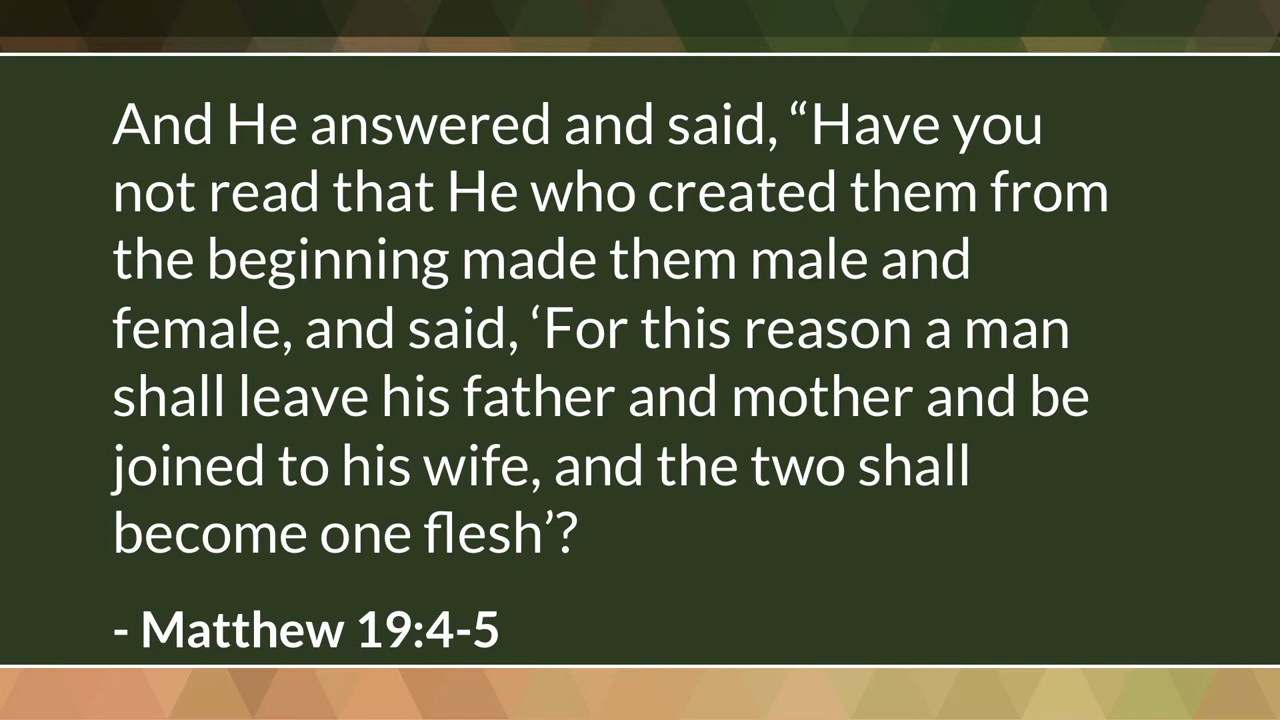 And He answered and said, “Have you
not read that He who created them from
the beginning made them male and
female, and said, ‘For this reason a man
shall leave his father and mother and be
joined to his wife, and the two shall
become one flesh’?
- Matthew 19:4-5